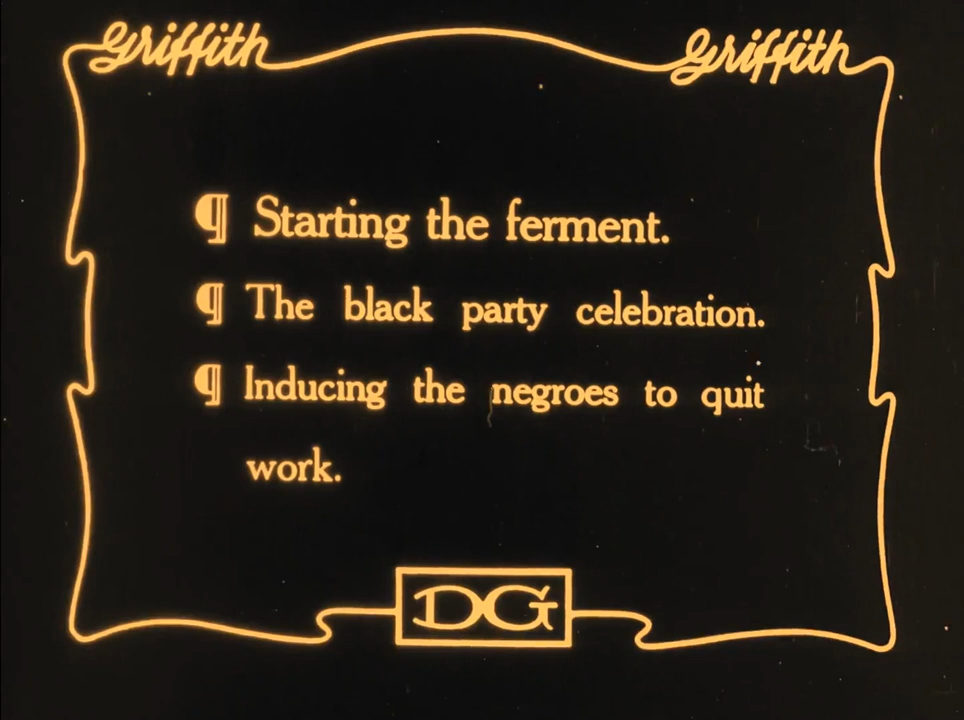 Griffith Griffith
¶ Starting the ferment.
¶ The black party celebration.
¶ Inducing the negroes to quit
work.
DG